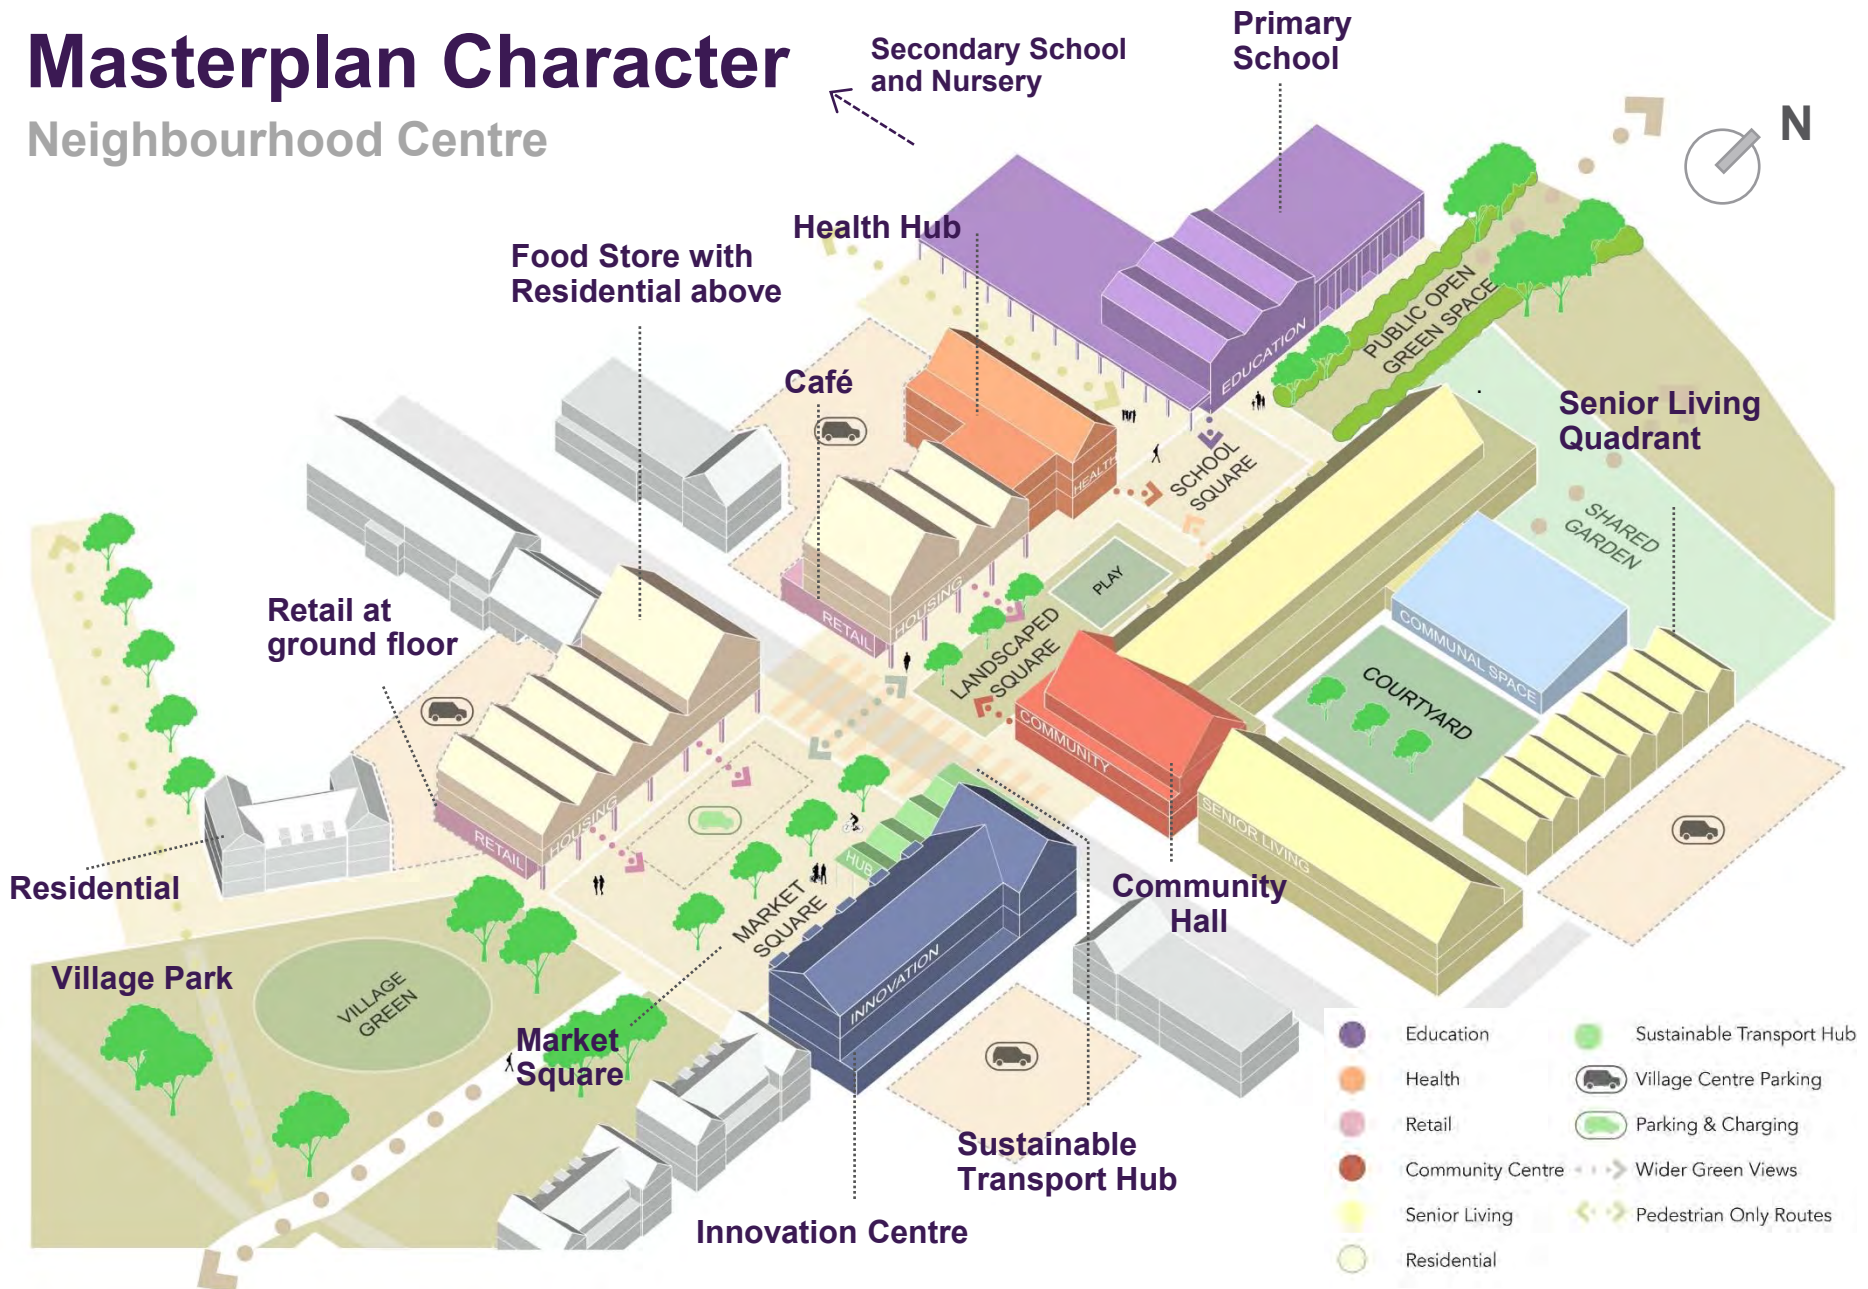 Masterplan Character
Neighbourhood Centre
Secondary School
and Nursery
Primary
School
N
Health Hub
Food Store with
Residential above
Café
Senior Living
Quadrant
Retail at
ground floor
Residential
Village Park
Market
Square
Innovation Centre
Sustainable
Transport Hub
Community
Hall
EDUCATION
PUBLIC OPEN
GREEN SPACE
HEALTH
SCHOOL
SQUARE
SHARED
GARDEN
PLAY
HOUSING
RETAIL
LANDSCAPED
SQUARE
COMMUNAL SPACE
COURTYARD
COMMUNITY
SENIOR LIVING
HOUSING
RETAIL
HUB
MARKET
SQUARE
INNOVATION
VILLAGE
GREEN
Education
Health
Retail
Community Centre
Senior Living
Residential
Sustainable Transport Hub
Village Centre Parking
Parking & Charging
Wider Green Views
Pedestrian Only Routes